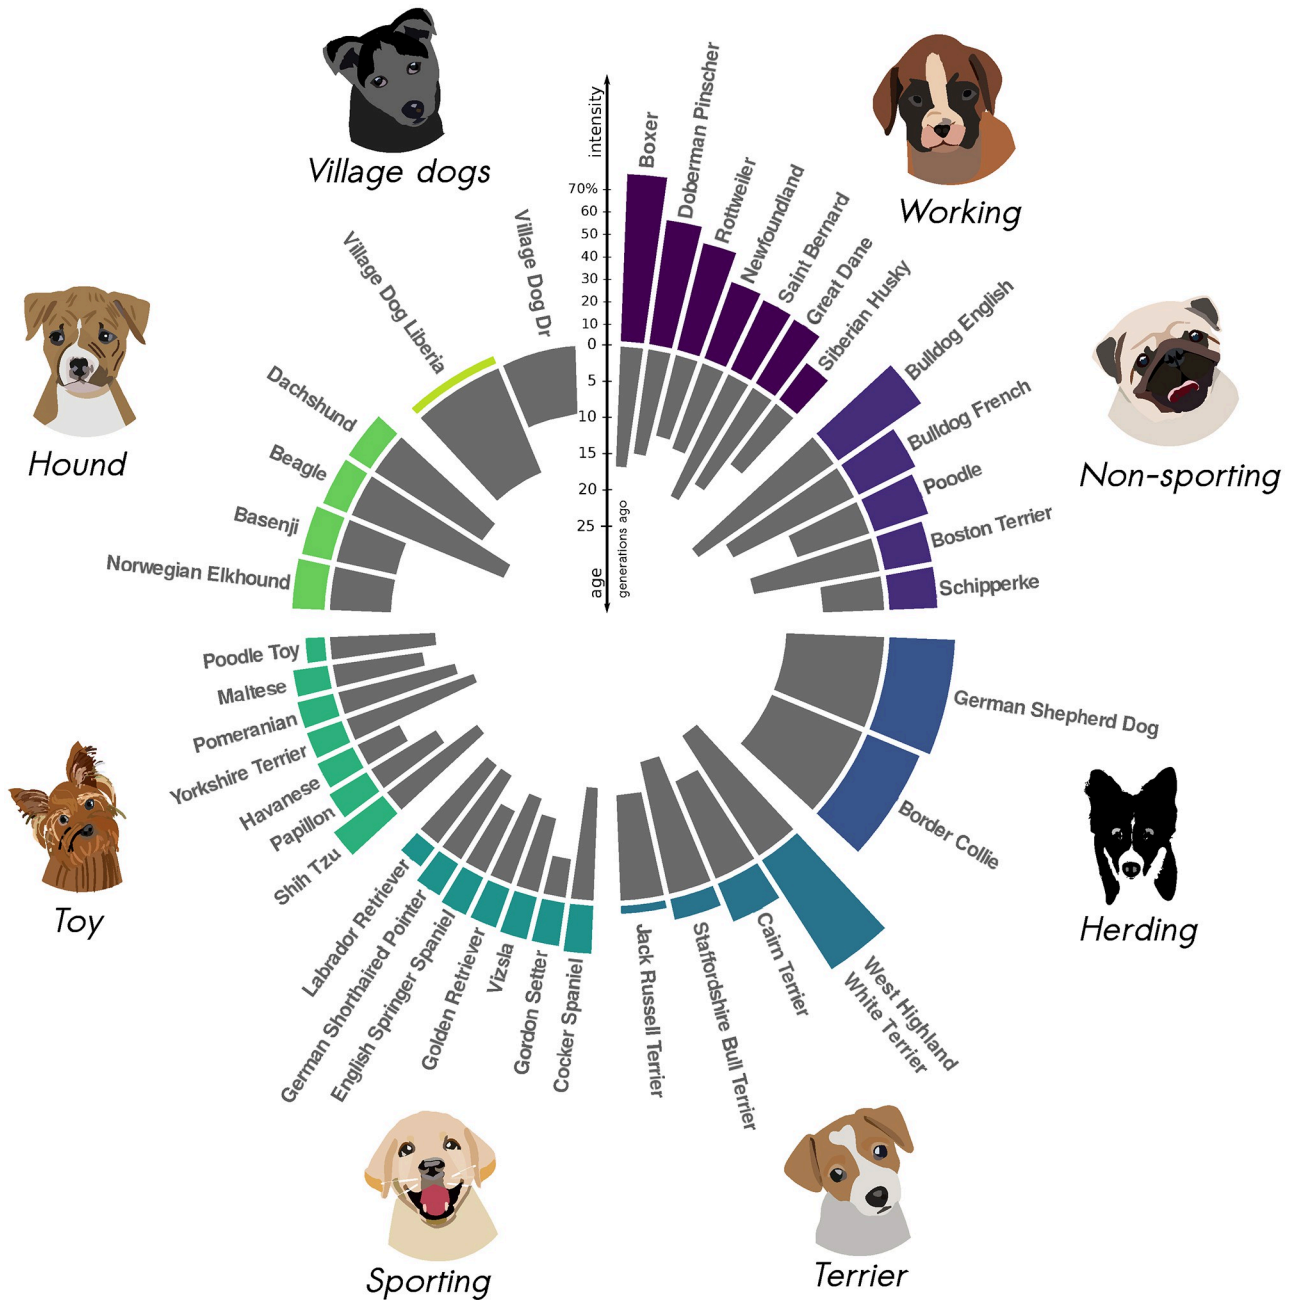 Village dogs
Working
Non-sporting
Herding
Terrier
Sporting
Toy
Hound
intensity
70%
60
50
40
30
20
10
0
5
10
15
20
25
age
generations ago
Boxer
Doberman Pinscher
Rottweiler
Newfoundland
Saint Bernard
Great Dane
Siberian Husky
Bulldog English
Bulldog French
Poodle
Boston Terrier
Schipperke
German Shepherd Dog
Border Collie
West Highland
White Terrier
Cairn Terrier
Staffordshire Bull Terrier
Jack Russell Terrier
Cocker Spaniel
Gordon Setter
Vizsla
Golden Retriever
English Springer Spaniel
German Shorthaired Pointer
Labrador Retriever
Shih Tzu
Papillon
Havanese
Yorkshire Terrier
Pomeranian
Maltese
Poodle Toy
Norwegian Elkhound
Basenji
Beagle
Dachshund
Village Dog Liberia
Village Dog Dr